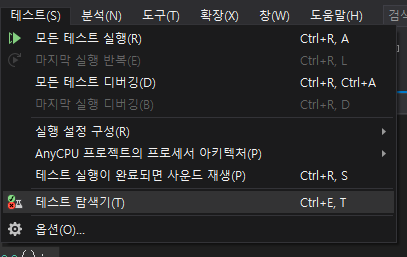 테스트(S) 분석(N) 도구(T) 확장(X) 창(W) 도움말(H) 검색
모든 테스트 실행(R) Ctrl+R, A
마지막 실행 반복(E) Ctrl+R, L
모든 테스트 디버깅(D) Ctrl+R, Ctrl+A
마지막 실행 디버깅(B) Ctrl+R, D
실행 설정 구성(R)
AnyCPU 프로젝트의 프로세서 아키텍처(P)
테스트 실행이 완료되면 사운드 재생(P) Ctrl+R, S
테스트 탐색기(T) Ctrl+E, T
옵션(O)...